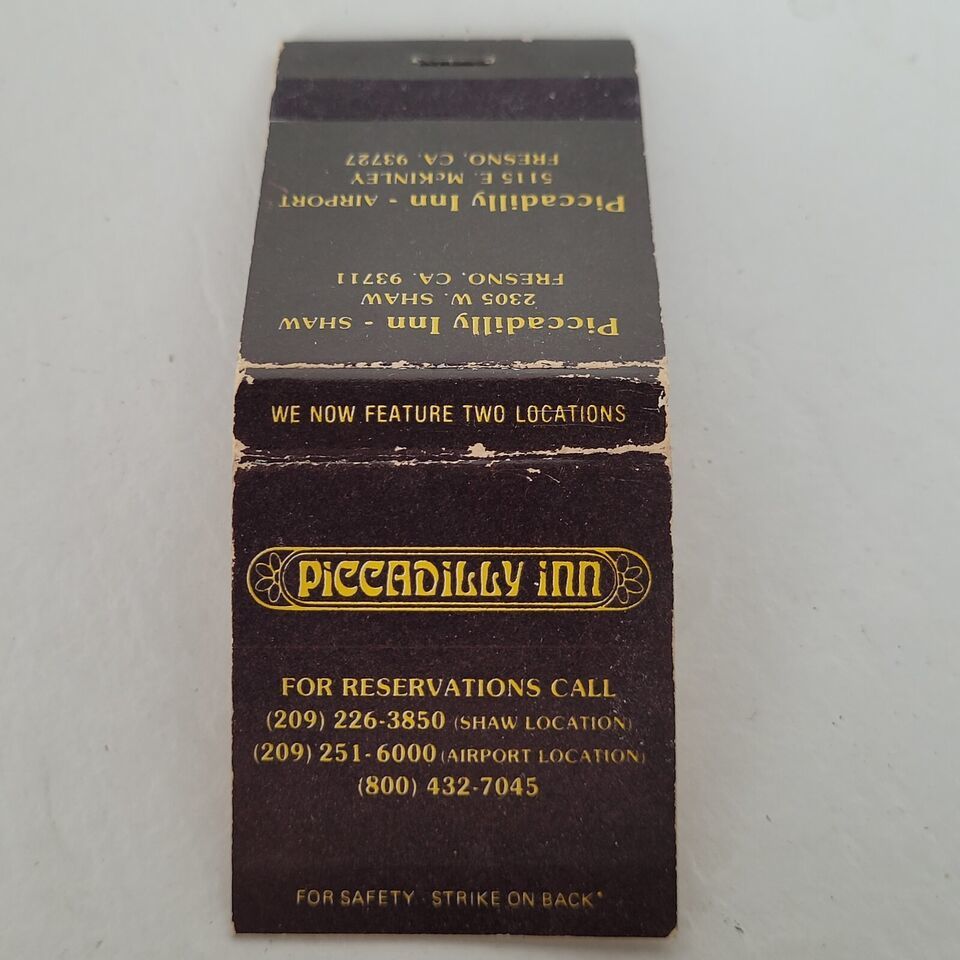 Piccadilly Inn - SHAW
2305 W. SHAW
FRESNO, CA. 93711
Piccadilly Inn - AIRPORT
5115 E. McKINLEY
FRESNO, CA. 93727
WE NOW FEATURE TWO LOCATIONS
PiCCADiLLY iNN
FOR RESERVATIONS CALL
(209) 226-3850 (SHAW LOCATION)
(209) 251-6000 (AIRPORT LOCATION)
(800) 432-7045
FOR SAFETY STRIKE ON BACK